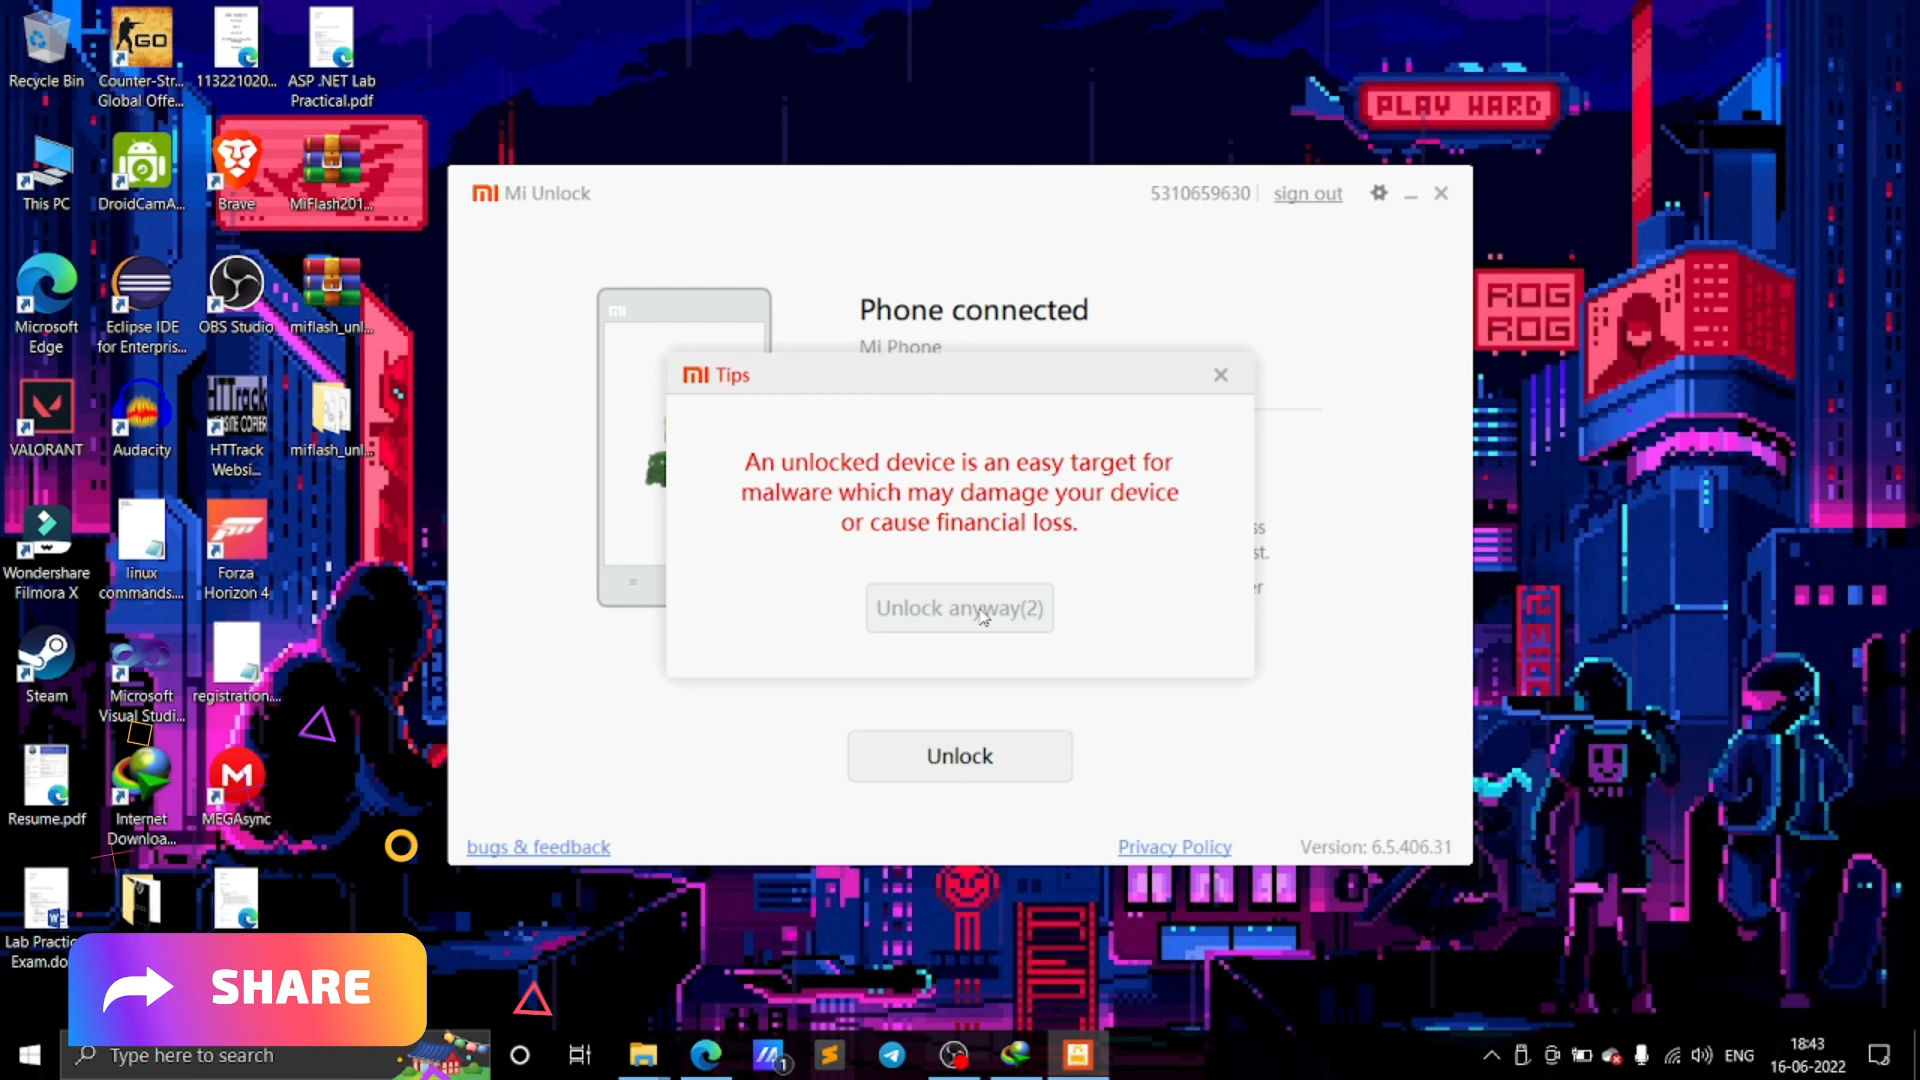 Recycle Bin
Counter-Str...
Global Offe...
113221020...
ASP .NET Lab
Practical.pdf
GO
This PC
DroidCamA...
Brave
MiFlash201...
Microsoft
Edge
Eclipse IDE
for Enterpris...
OBS Studio
miflash_unl...
VALORANT
Audacity
HTTrack
Websi...
miflash_unl...
Wondershare
Filmora X
linux
commands....
Forza
Horizon 4
Steam
Microsoft
Visual Studi...
registration....
Resume.pdf
Internet
Downloa...
MEGAsync
Lab Practic
Exam.do
SHARE
PLAY HARD
ROG
ROG
Mi Unlock
5310659630
sign out
Phone connected
Mi Phone
Tips
An unlocked device is an easy target for
malware which may damage your device
or cause financial loss.
Unlock anyway(2)
Unlock
bugs & feedback
Privacy Policy
Version: 6.5.406.31
Type here to search
1
ENG
18:43
16-06-2022